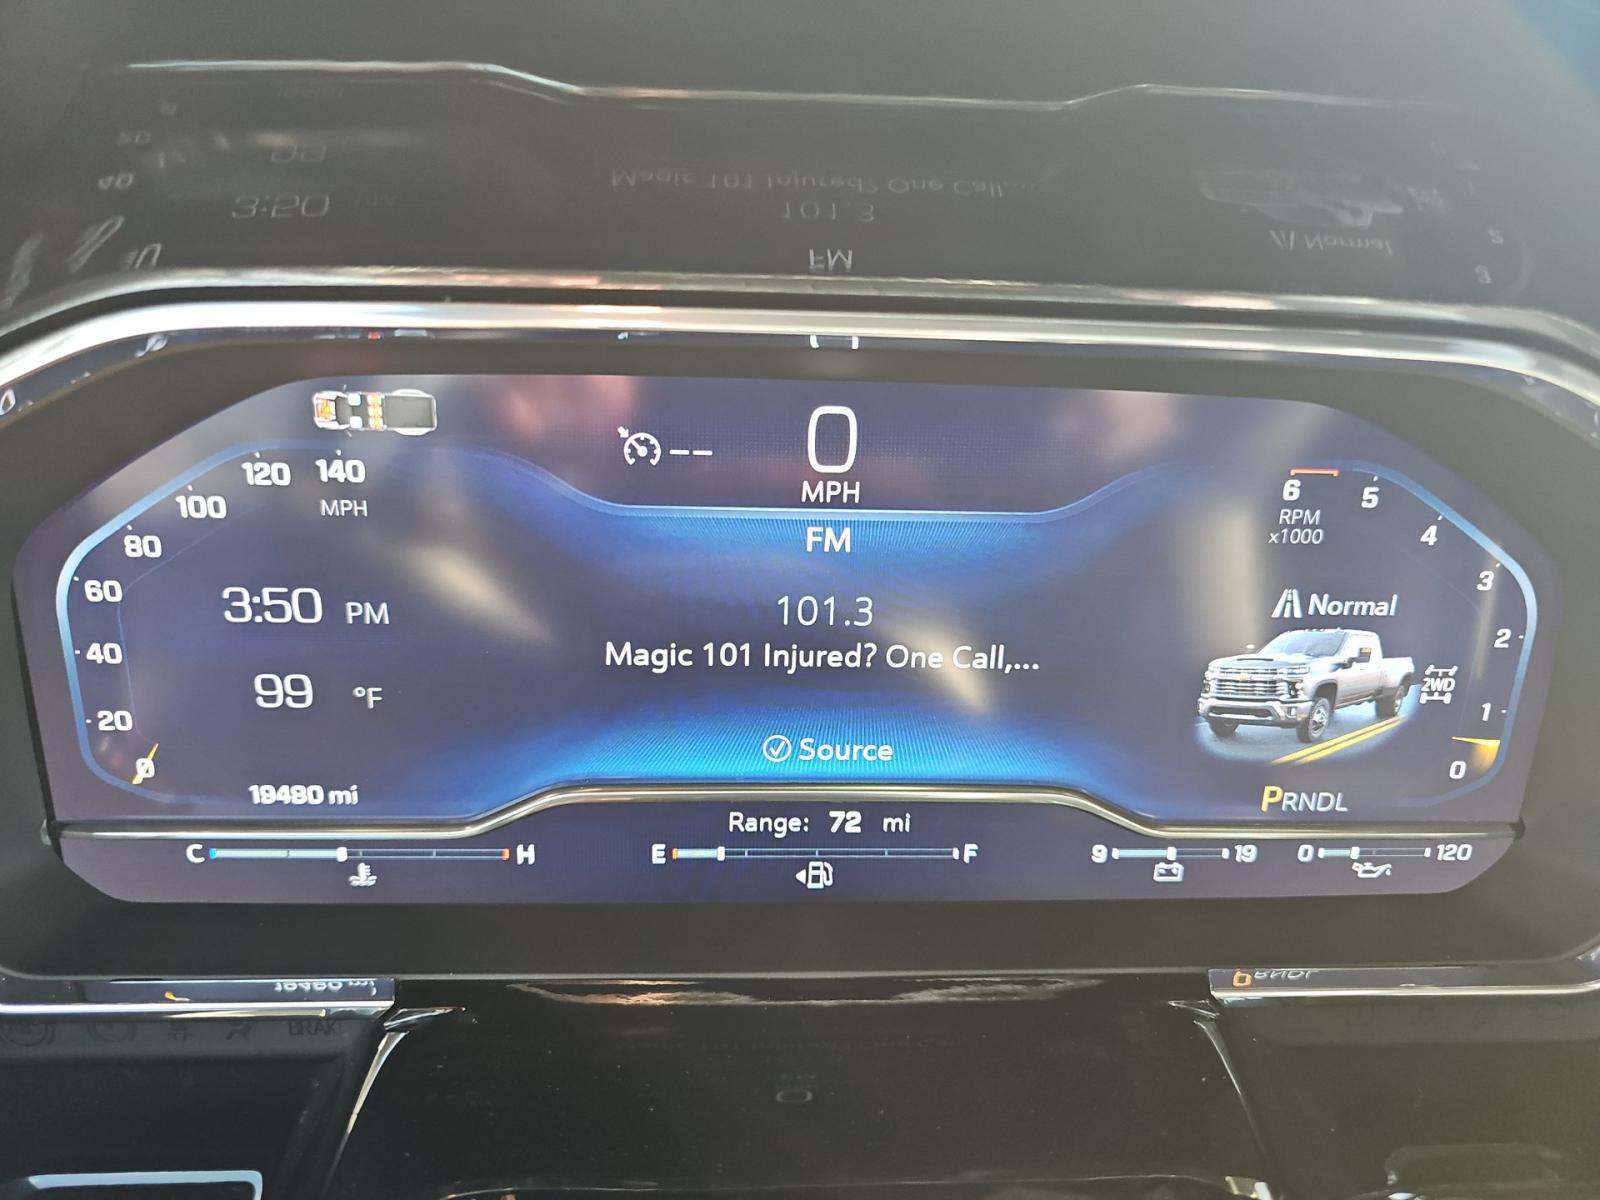 0
MPH
120 140
100
MPH
80
60
40
20
0
3:50 PM
99 °F
19480 mi
FM
101.3
Magic 101 Injured? One Call,...
Source
6 5
RPM
x1000
4
3
2
1
0
Normal
2WD
PRNDL
Range: 72 mi
C H
E F
9 19
0 120